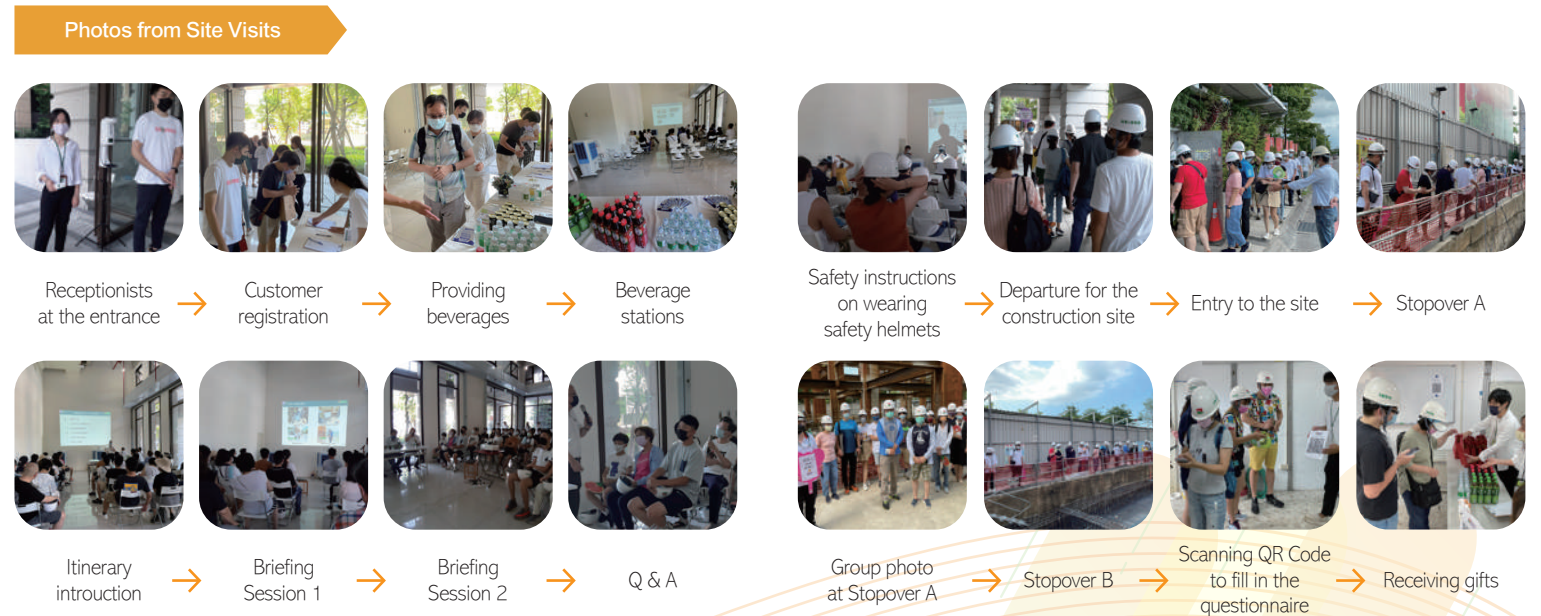 Photos from Site Visits
Receptionists
at the entrance
Customer
registration
Providing
beverages
Beverage
stations
Itinerary
introuction
Briefing
Session 1
Briefing
Session 2
Q & A
Safety instructions
on wearing
safety helmets
Departure for the
construction site
Entry to the site
Stopover A
Group photo
at Stopover A
Stopover B
Scanning QR Code
to fill in the
questionnaire
Receiving gifts